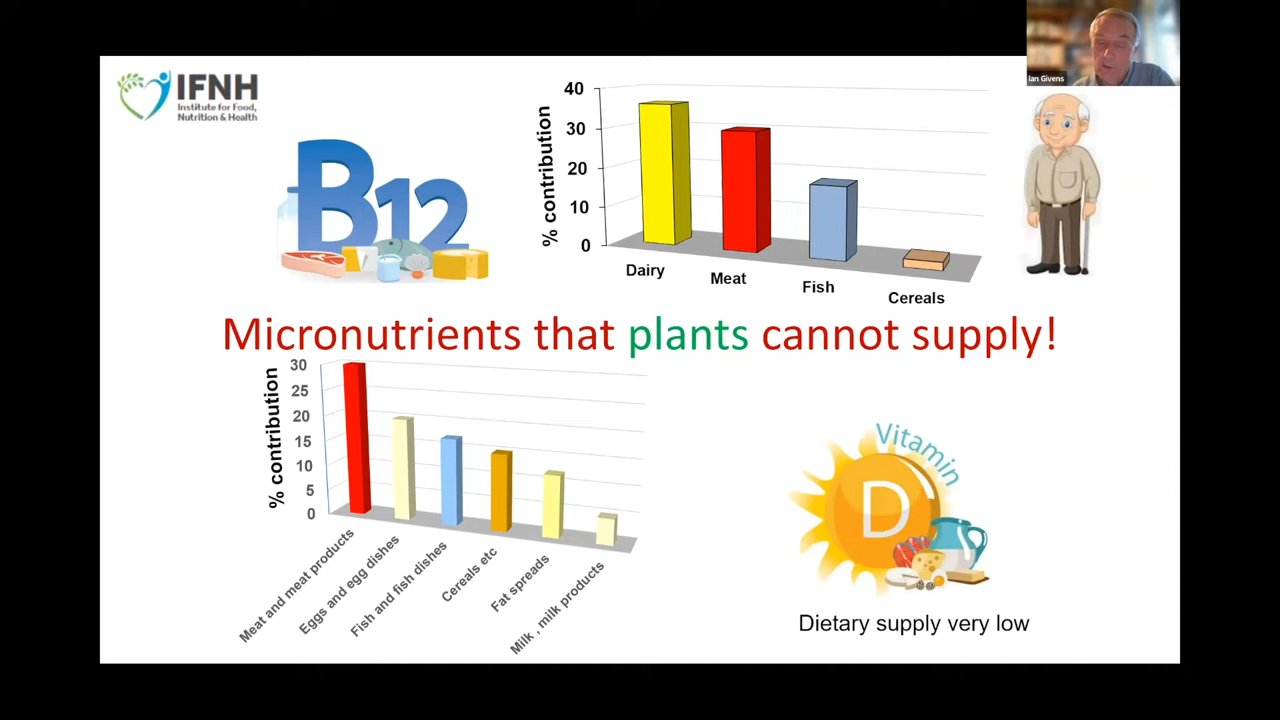 Ian Givens
IFNH
Institute for Food,
Nutrition & Health
B12
% contribution
40
30
20
10
0
Dairy
Meat
Fish
Cereals
Micronutrients that plants cannot supply!
% contribution
30
25
20
15
10
5
0
Meat and meat products
Eggs and egg dishes
Fish and fish dishes
Cereals etc
Fat spreads
Milk , milk products
Vitamin
D
Dietary supply very low